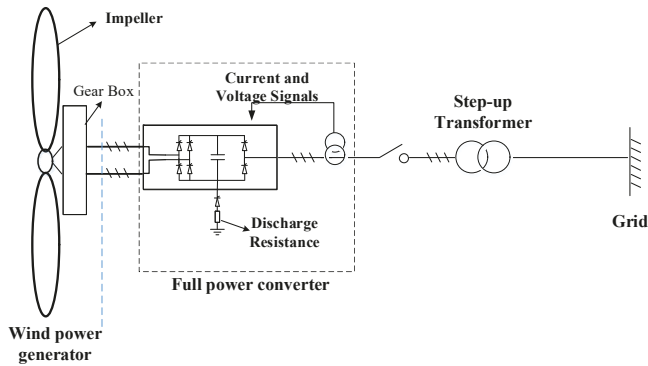 Impeller
Gear Box
Current and
Voltage Signals
Step-up
Transformer
Discharge
Resistance
Grid
Full power converter
Wind power
generator